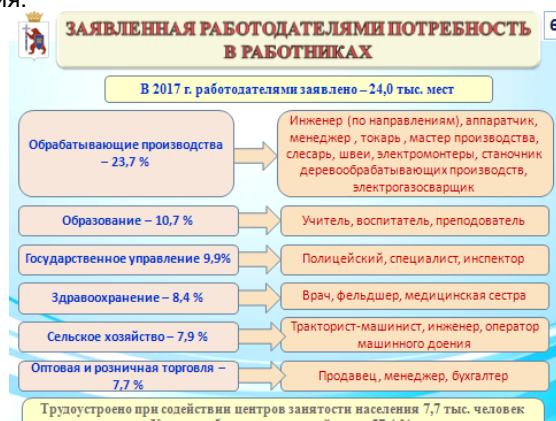 ия.
6
ЗАЯВЛЕННАЯ РАБОТОДАТЕЛЯМИ ПОТРЕБНОСТЬ
В РАБОТНИКАХ
В 2017 г. работодателями заявлено – 24,0 тыс. мест
Обрабатывающие производства
– 23,7 %
Инженер (по направлениям), аппаратчик,
менеджер , токарь , мастер производства,
слесарь, швеи, электромонтеры, станочник
деревообрабатывающих производств,
электрогазосварщик
Образование – 10,7 %
Учитель, воспитатель, преподователь
Государственное управление 9,9%
Полицейский, специалист, инспектор
Здравоохранение – 8,4 %
Врач, фельдшер, медицинская сестра
Сельское хозяйство – 7,9 %
Тракторист-машинист, инженер, оператор
машинного доения
Оптовая и розничная торговля –
7,7 %
Продавец, менеджер, бухгалтер
Трудоустроено при содействии центров занятости населения 7,7 тыс. человек